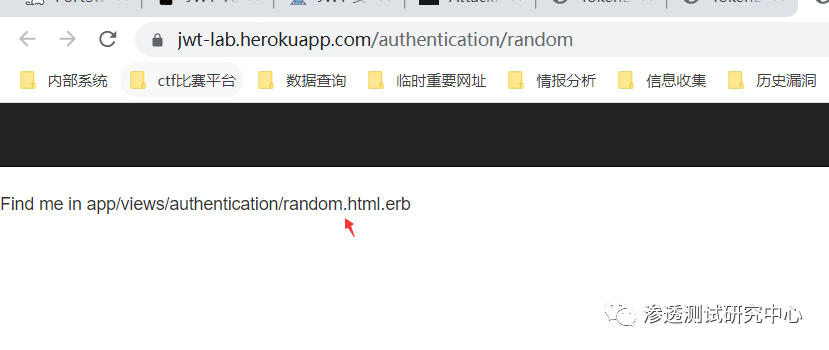 jwt-lab.herokuapp.com/authentication/random
内部系统 ctf比赛平台 数据查询 临时重要网址 情报分析 信息收集 历史漏洞
Find me in app/views/authentication/random.html.erb
渗透测试研究中心